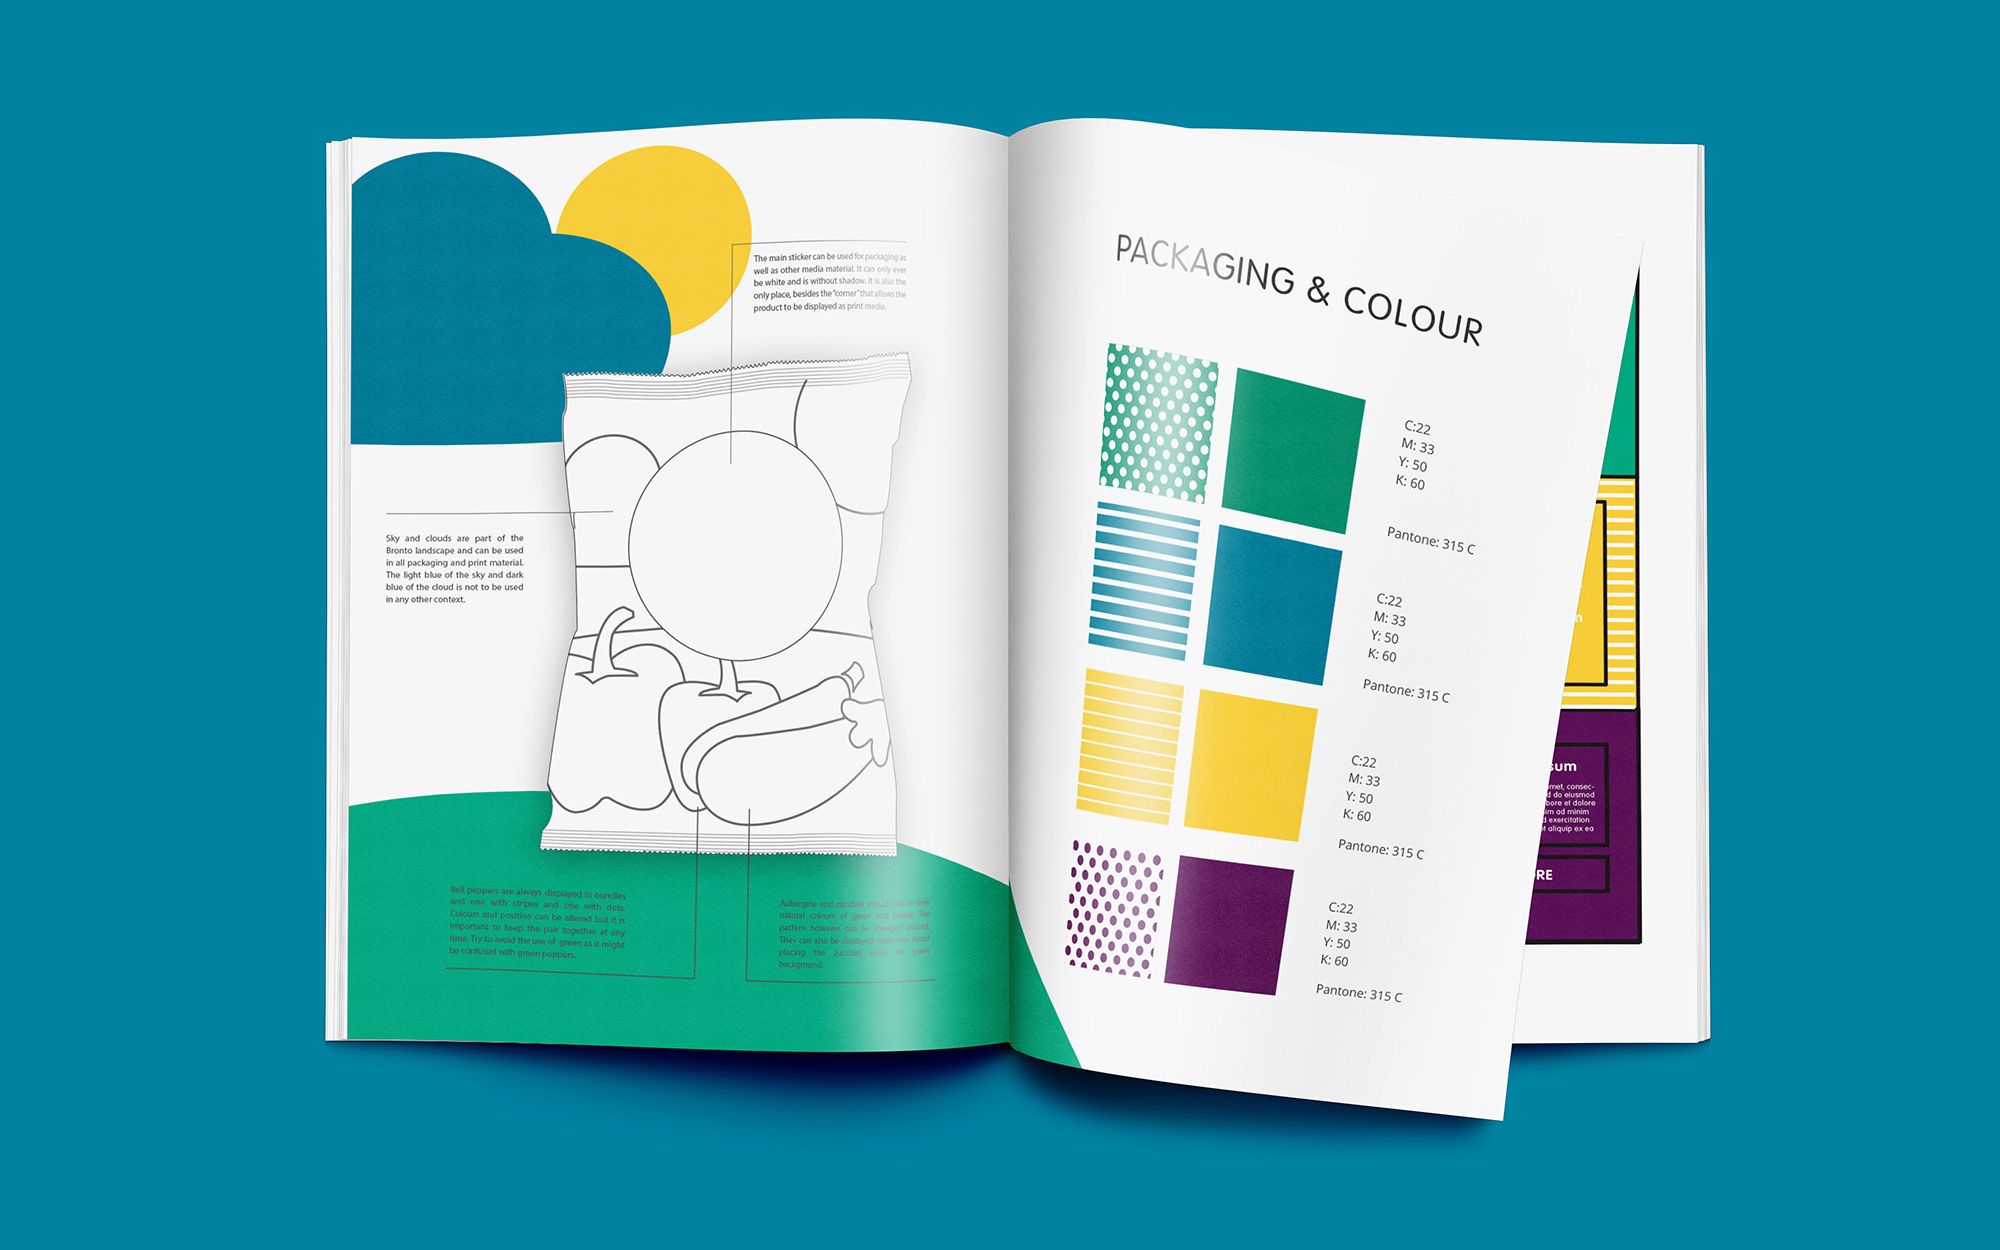 The main sticker can be used for packaging as
well as other media material. It can only ever
be white and is without shadow. It is also the
only place, besides the "corner" that allows the
product to be displayed as print media.
Sky and clouds are part of the
Bronto landscape and can be used
in all packaging and print material.
The light blue of the sky and dark
blue of the cloud is not to be used
in any other context.
Bell peppers are always displayed in bundles
and one with stripes and one with dots.
Colours and position can be altered but it is
important to keep the pair together at any
time. Try to avoid the use of green as it might
be confused with green peppers.
Aubergine and zucchini should stay in their
natural colours of green and purple. The
pattern however can be changed around.
They can also be displayed separately. Avoid
placing the zucchini alone on green
background.
PACKAGING & COLOUR
C:22
M: 33
Y: 50
K: 60
Pantone: 315 C
C:22
M: 33
Y: 50
K: 60
Pantone: 315 C
C:22
M: 33
Y: 50
K: 60
Pantone: 315 C
C:22
M: 33
Y: 50
K: 60
Pantone: 315 C
sum
met, consec-
d do eiusmod
bore et dolore
im ad minim
d exercitation
ut aliquip ex ea
RE